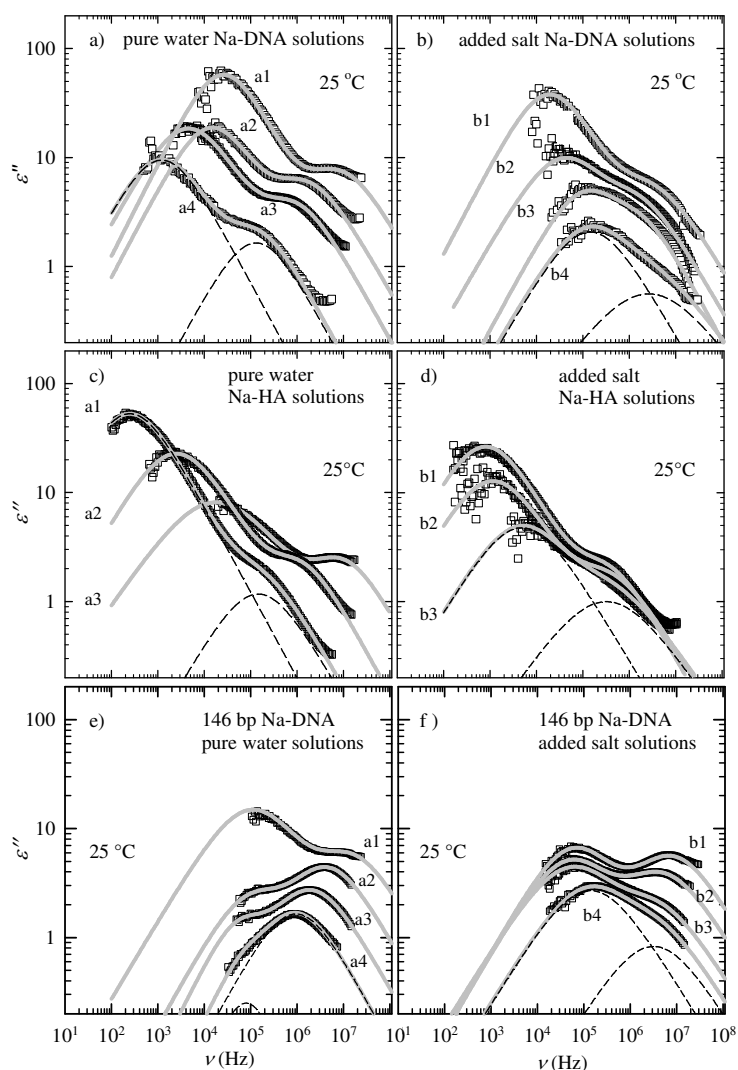 a) pure water Na-DNA solutions
25 °C
a1
a2
a3
a4
ε″
100
10
1
b) added salt Na-DNA solutions
25 °C
b1
b2
b3
b4
c) pure water
Na-HA solutions
25°C
a1
a2
a3
ε″
100
10
1
d) added salt
Na-HA solutions
25°C
b1
b2
b3
e) 146 bp Na-DNA
pure water solutions
25 °C
a1
a2
a3
a4
ε″
100
10
1
f) 146 bp Na-DNA
added salt solutions
25 °C
b1
b2
b3
b4
10¹ 10² 10³ 10⁴ 10⁵ 10⁶ 10⁷
ν (Hz)
10¹ 10² 10³ 10⁴ 10⁵ 10⁶ 10⁷ 10⁸
ν (Hz)